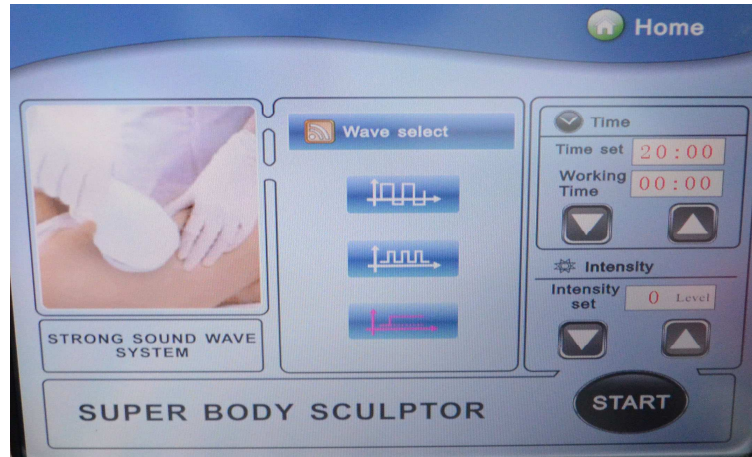 Home
Wave select
Time
Time set 20:00
Working
Time 00:00
Intensity
Intensity
set 0 Level
STRONG SOUND WAVE
SYSTEM
SUPER BODY SCULPTOR
START